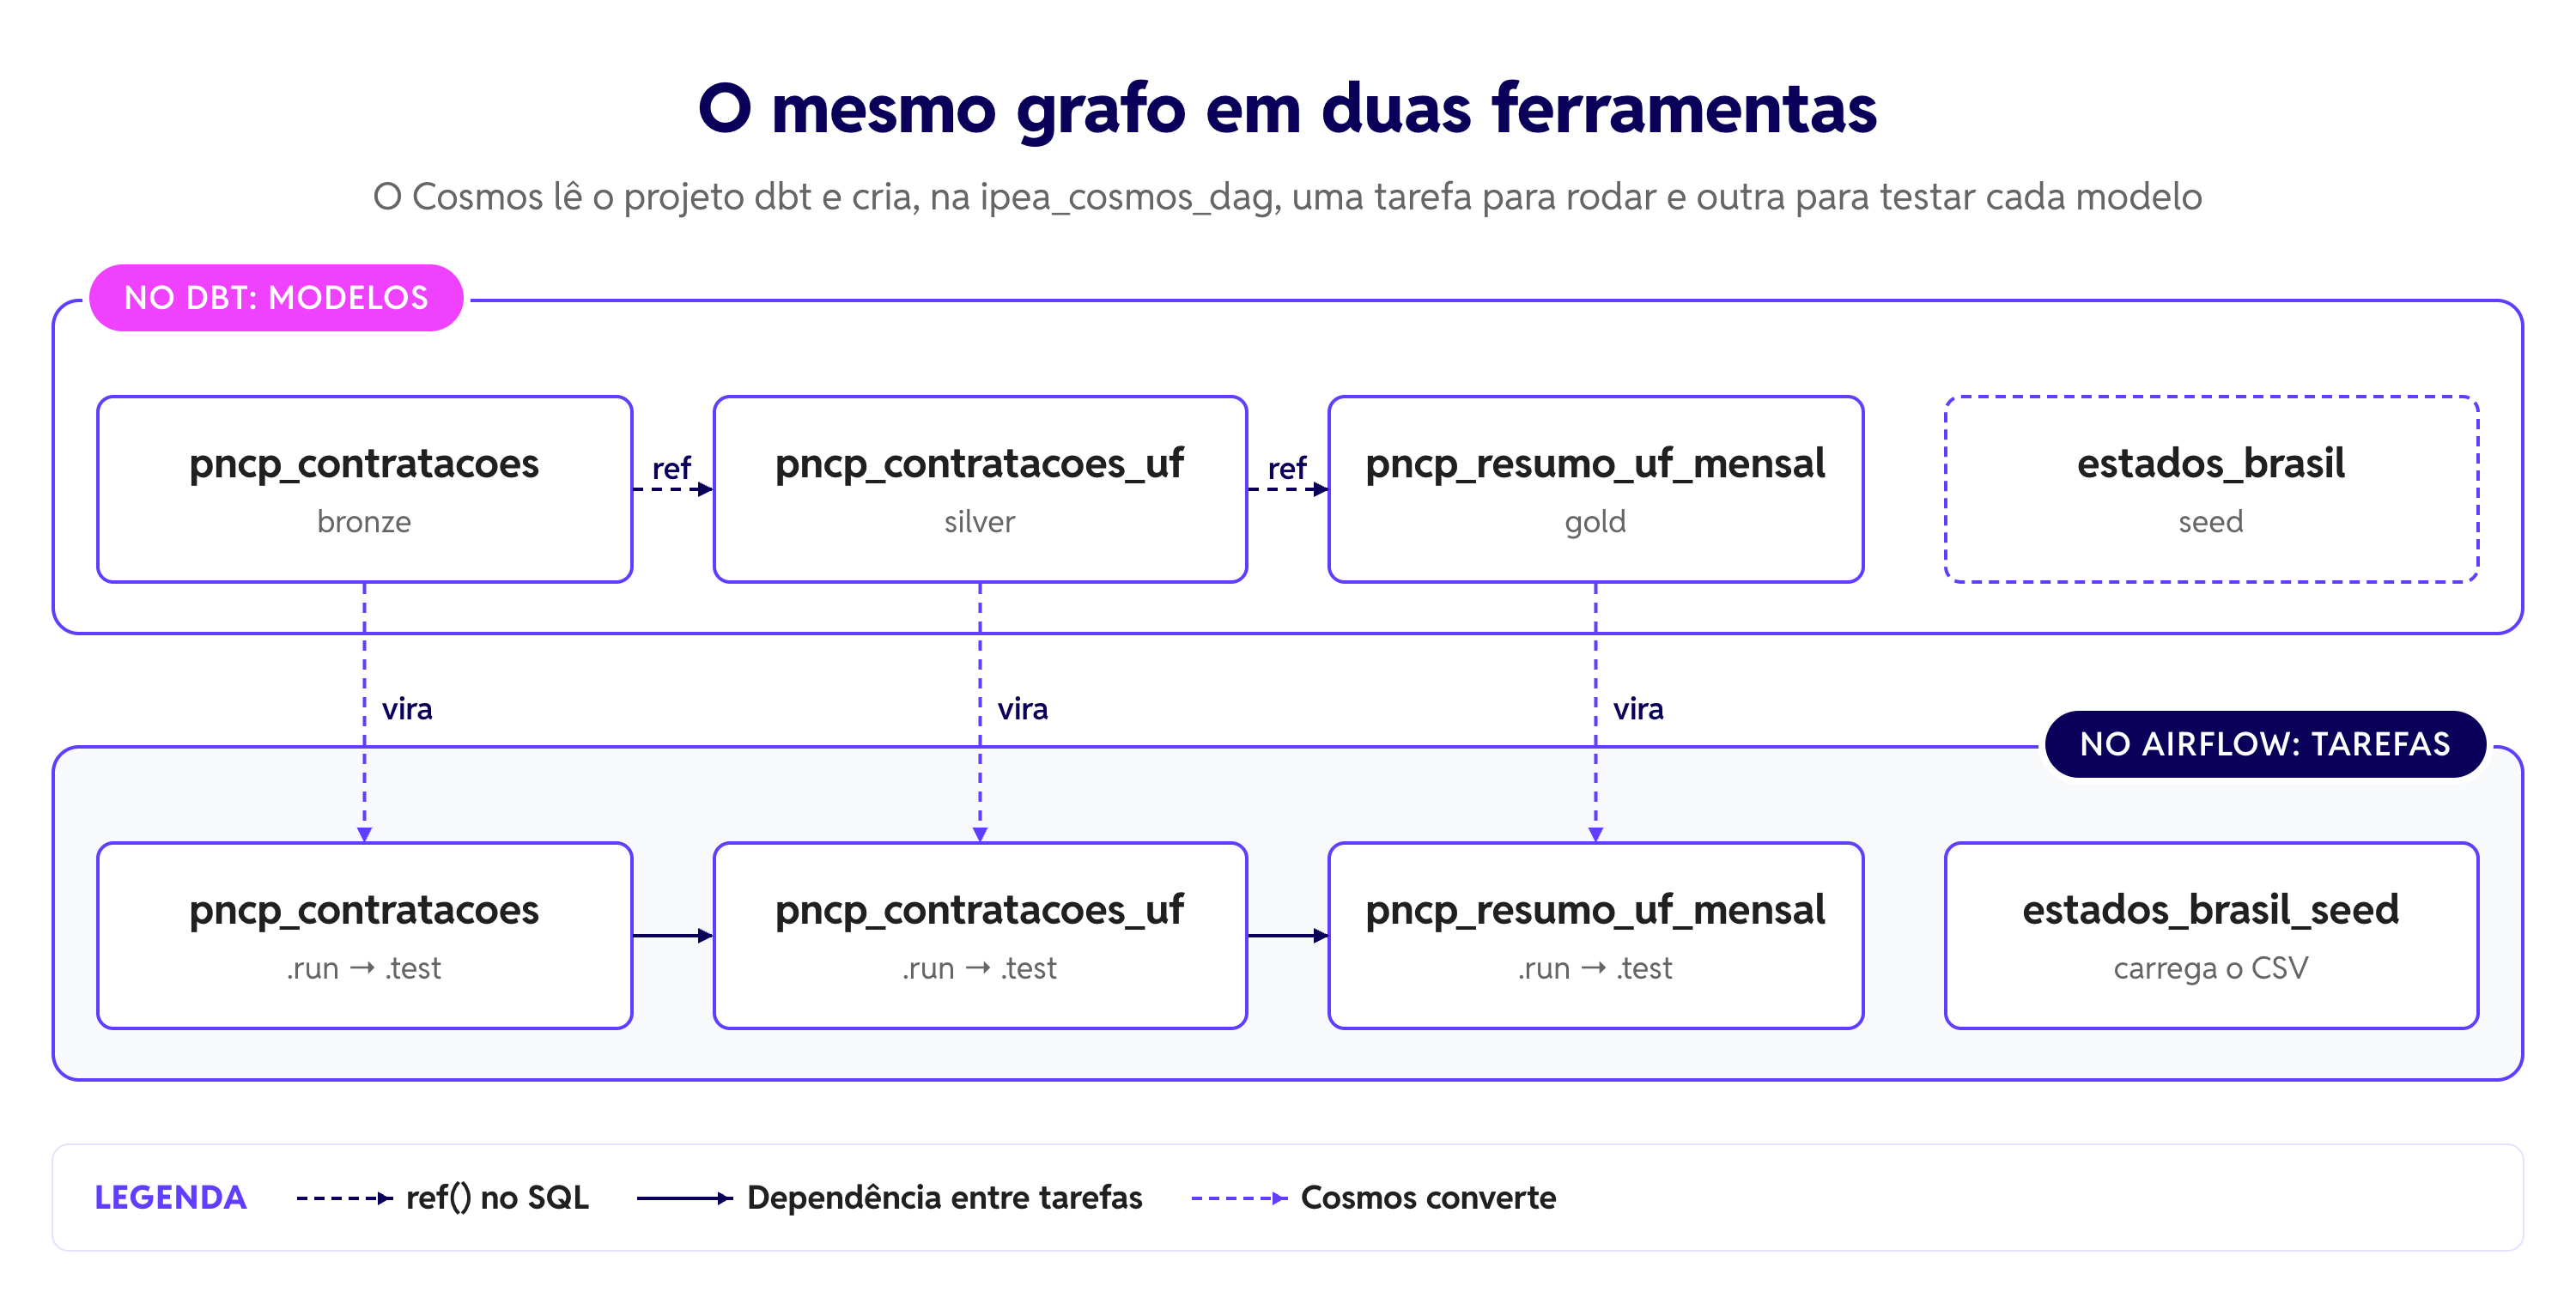 O mesmo grafo em duas ferramentas
O Cosmos lê o projeto dbt e cria, na ipea_cosmos_dag, uma tarefa para rodar e outra para testar cada modelo
NO DBT: MODELOS
pncp_contratacoes
bronze
ref
pncp_contratacoes_uf
silver
ref
pncp_resumo_uf_mensal
gold
estados_brasil
seed
vira
vira
vira
NO AIRFLOW: TAREFAS
pncp_contratacoes
.run → .test
pncp_contratacoes_uf
.run → .test
pncp_resumo_uf_mensal
.run → .test
estados_brasil_seed
carrega o CSV
LEGENDA
ref() no SQL
Dependência entre tarefas
Cosmos converte